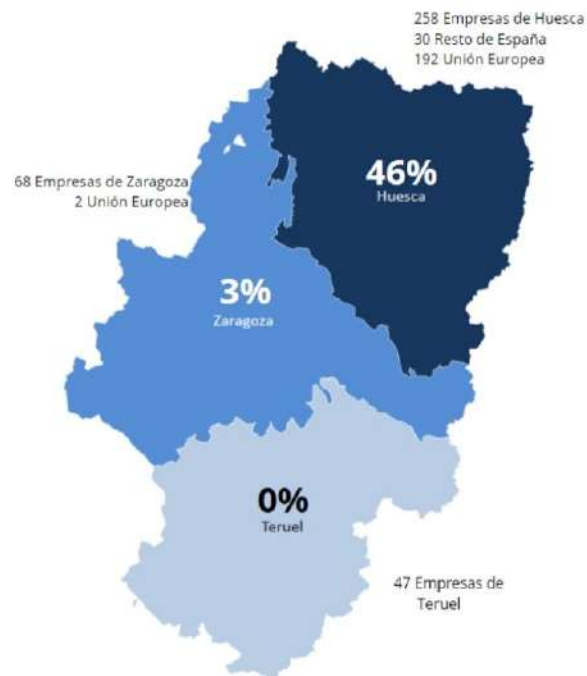 258 Empresas de Huesca
30 Resto de España
192 Unión Europea
46%
Huesca
68 Empresas de Zaragoza
2 Unión Europea
3%
Zaragoza
0%
Teruel
47 Empresas de
Teruel